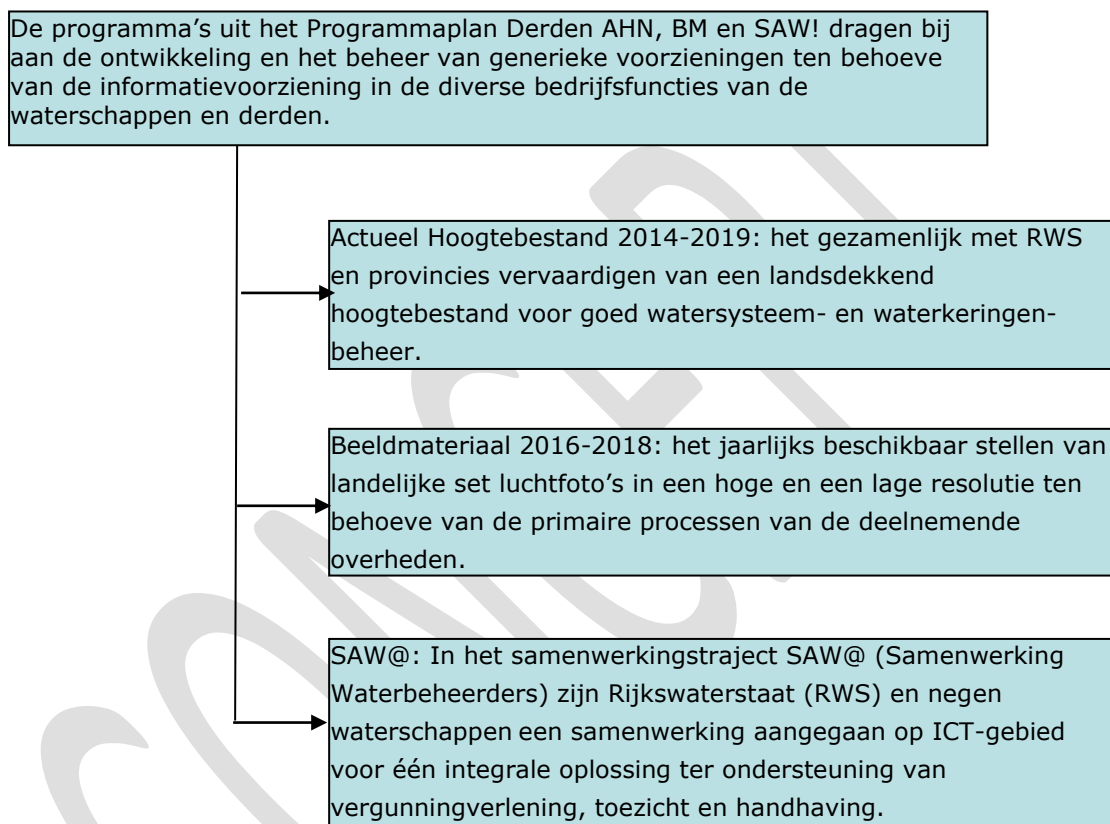 De programma's uit het Programmaplan Derden AHN, BM en SAW! dragen bij
aan de ontwikkeling en het beheer van generieke voorzieningen ten behoeve
van de informatievoorziening in de diverse bedrijfsfuncties van de
waterschappen en derden.
Actueel Hoogtebestand 2014-2019: het gezamenlijk met RWS
en provincies vervaardigen van een landsdekkend
hoogtebestand voor goed watersysteem- en waterkeringen-
beheer.
Beeldmateriaal 2016-2018: het jaarlijks beschikbaar stellen van
landelijke set luchtfoto's in een hoge en een lage resolutie ten
behoeve van de primaire processen van de deelnemende
overheden.
SAW@: In het samenwerkingstraject SAW@ (Samenwerking
Waterbeheerders) zijn Rijkswaterstaat (RWS) en negen
waterschappen een samenwerking aangegaan op ICT-gebied
voor één integrale oplossing ter ondersteuning van
vergunningverlening, toezicht en handhaving.
CONCEPT